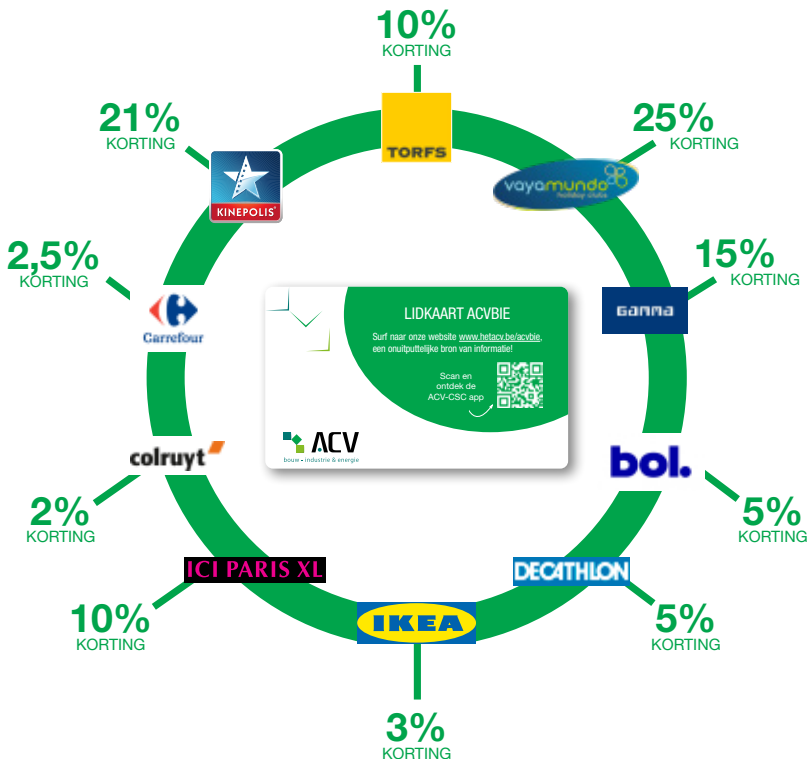 10%
KORTING
TORFS
25%
KORTING
vayamundo
holiday clubs
15%
KORTING
GAMMA
bol.
5%
KORTING
DECATHLON
5%
KORTING
IKEA
3%
KORTING
ICI PARIS XL
10%
KORTING
colruyt
2%
KORTING
Carrefour
2,5%
KORTING
KINEPOLIS
21%
KORTING
LIDKAART ACVBIE
Surf naar onze website www.hetacv.be/acvbie,
een onuitputtelijke bron van informatie!
Scan en
ontdek de
ACV-CSC app
ACV
bouw - industrie & energie